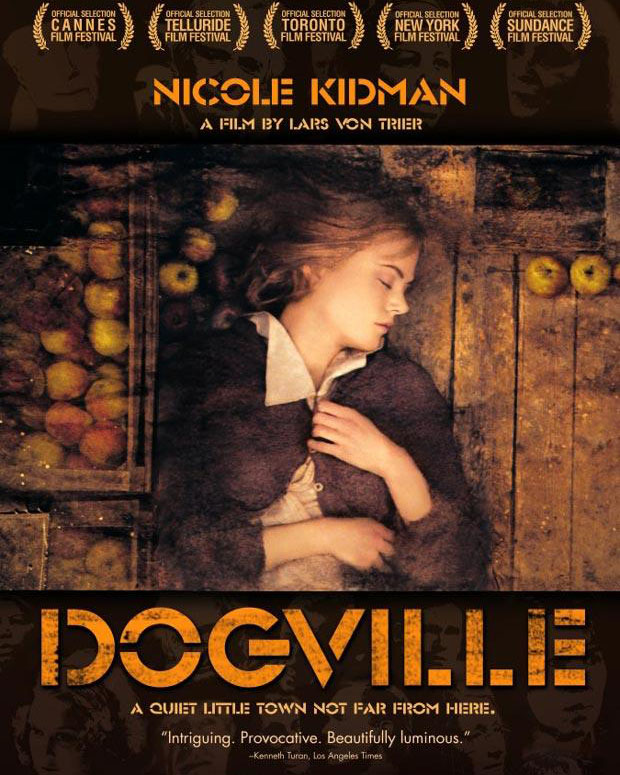 OFFICIAL SELECTION
CANNES
FILM FESTIVAL
OFFICIAL SELECTION
TELLURIDE
FILM FESTIVAL
OFFICIAL SELECTION
TORONTO
FILM FESTIVAL
OFFICIAL SELECTION
NEW YORK
FILM FESTIVAL
OFFICIAL SELECTION
SUNDANCE
FILM FESTIVAL
NICOLE KIDMAN
A FILM BY LARS VON TRIER
DOGVILLE
A QUIET LITTLE TOWN NOT FAR FROM HERE.
“Intriguing. Provocative. Beautifully luminous.”
–Kenneth Turan, Los Angeles Times